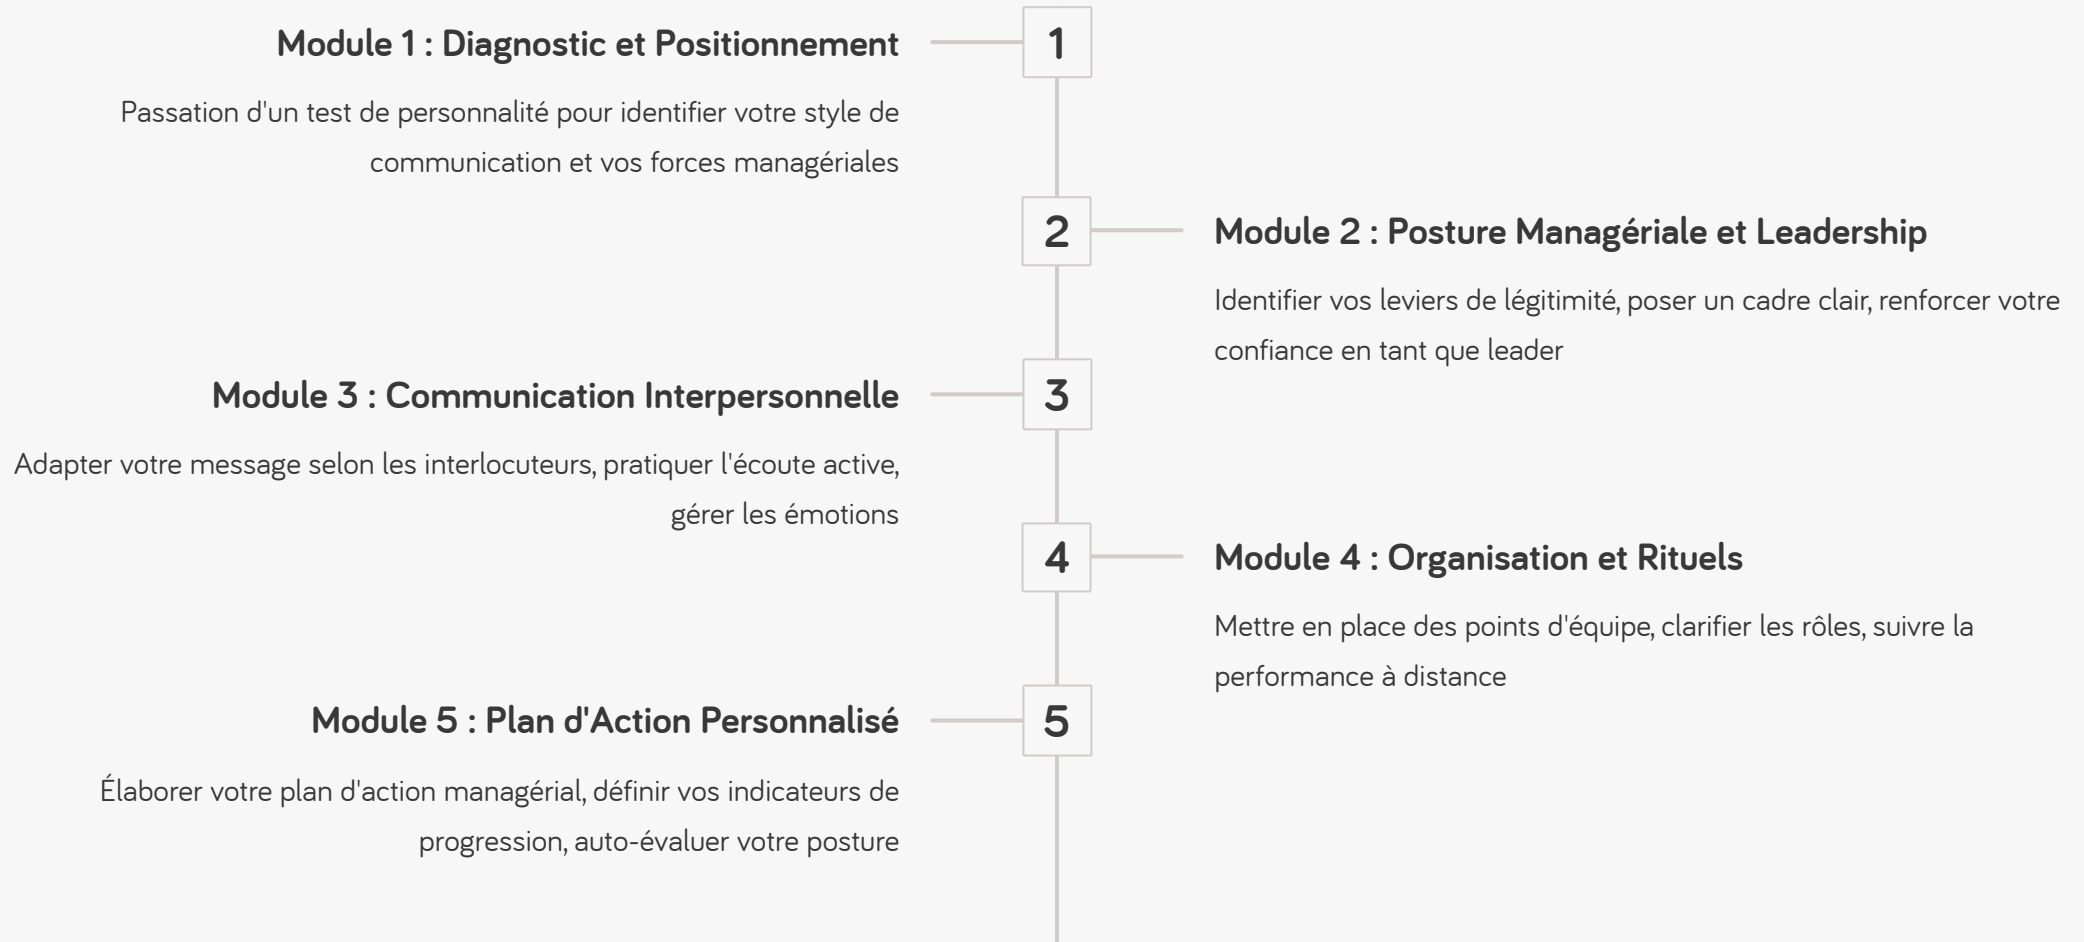 Module 1 : Diagnostic et Positionnement
1
Passation d'un test de personnalité pour identifier votre style de
communication et vos forces managériales
2
Module 2 : Posture Managériale et Leadership
Identifier vos leviers de légitimité, poser un cadre clair, renforcer votre
confiance en tant que leader
Module 3 : Communication Interpersonnelle
3
Adapter votre message selon les interlocuteurs, pratiquer l'écoute active,
gérer les émotions
4
Module 4 : Organisation et Rituels
Mettre en place des points d'équipe, clarifier les rôles, suivre la
performance à distance
Module 5 : Plan d'Action Personnalisé
5
Élaborer votre plan d'action managérial, définir vos indicateurs de
progression, auto-évaluer votre posture